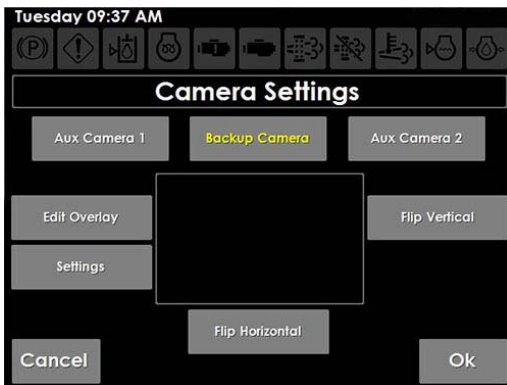 Tuesday 09:37 AM
(P)
Camera Settings
Aux Camera 1
Backup Camera
Aux Camera 2
Edit Overlay
Flip Vertical
Settings
Flip Horizontal
Cancel
Ok